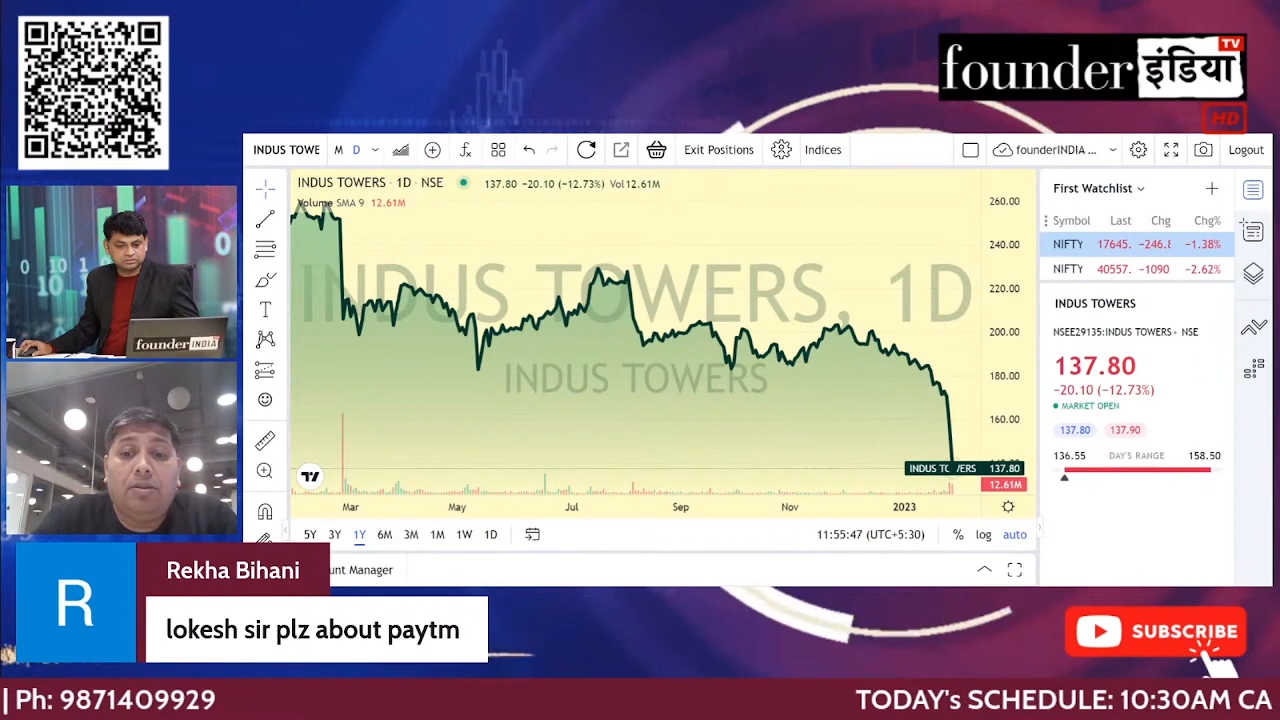 founder इंडिया TV
HD
INDUS TOWE M D Exit Positions Indices founderINDIA ... Logout
INDUS TOWERS · 1D · NSE 137.80 −20.10 (−12.73%) Vol 12.61M
Volume SMA 9 12.61M
INDUS TOWERS, 1D
INDUS TOWERS
260.00
240.00
220.00
200.00
180.00
160.00
INDUS TOWERS 137.80
12.61M
Mar May Jul Sep Nov 2023
5Y 3Y 1Y 6M 3M 1M 1W 1D 11:55:47 (UTC+5:30) % log auto
unt Manager
First Watchlist
Symbol Last Chg Chg%
NIFTY 17645. −246.8 −1.38%
NIFTY 40557. −1090 −2.62%
INDUS TOWERS
NSEE29135:INDUS TOWERS · NSE
137.80
−20.10 (−12.73%)
MARKET OPEN
137.80 137.90
136.55 DAY'S RANGE 158.50
founder INDIA
R
Rekha Bihani
lokesh sir plz about paytm
SUBSCRIBE
| Ph: 9871409929
TODAY's SCHEDULE: 10:30AM CA